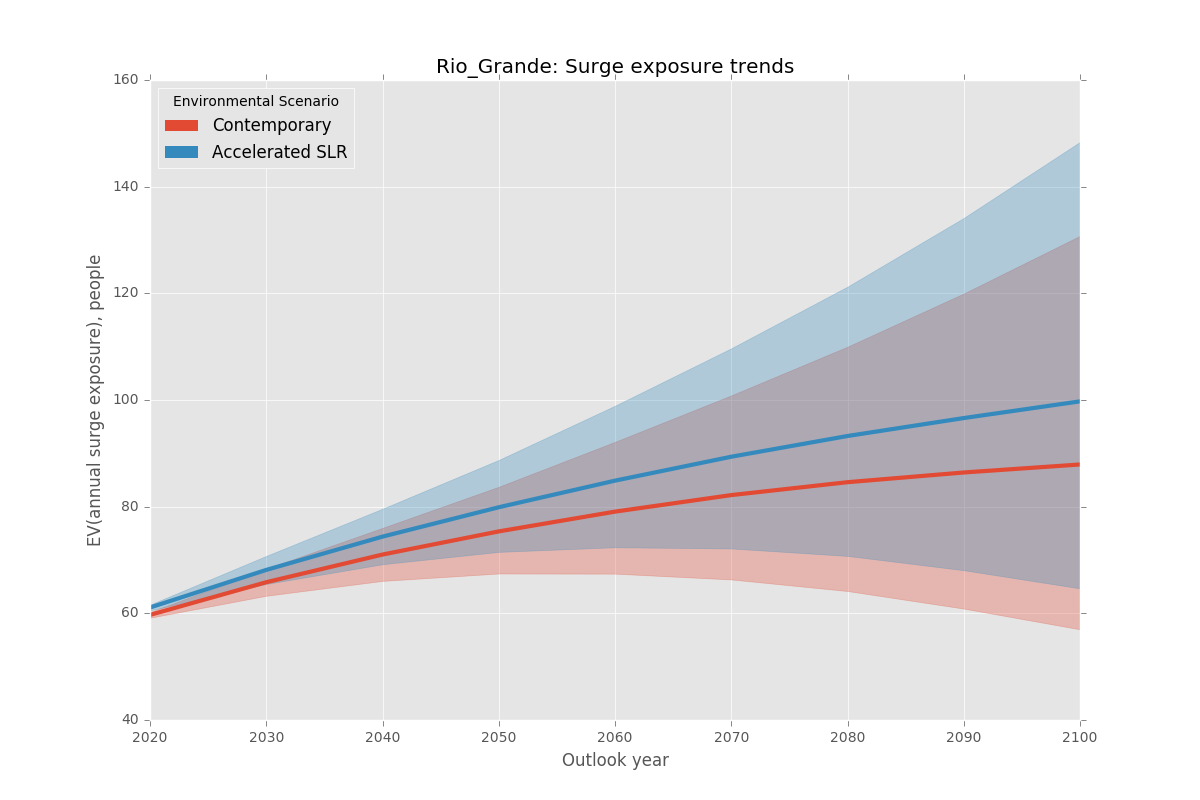 Rio_Grande: Surge exposure trends
160
140
120
100
80
60
40
EV(annual surge exposure), people
Environmental Scenario
Contemporary
Accelerated SLR
2020 2030 2040 2050 2060 2070 2080 2090 2100
Outlook year